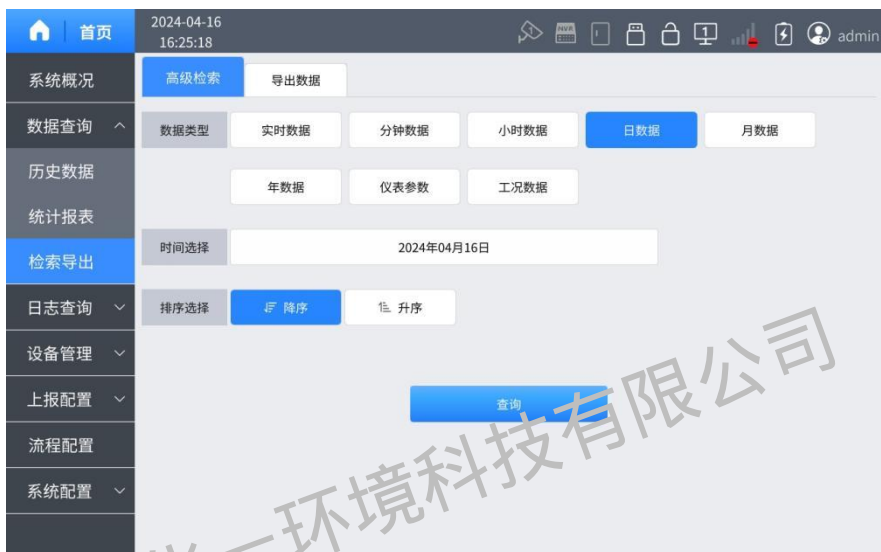 首页
2024-04-16
16:25:18
NVR
1
1
admin
系统概况
数据查询
历史数据
统计报表
检索导出
日志查询
设备管理
上报配置
流程配置
系统配置
高级检索 导出数据
数据类型 实时数据 分钟数据 小时数据 日数据 月数据
年数据 仪表参数 工况数据
时间选择 2024年04月16日
排序选择 降序 升序
查询
一环境科技有限公司